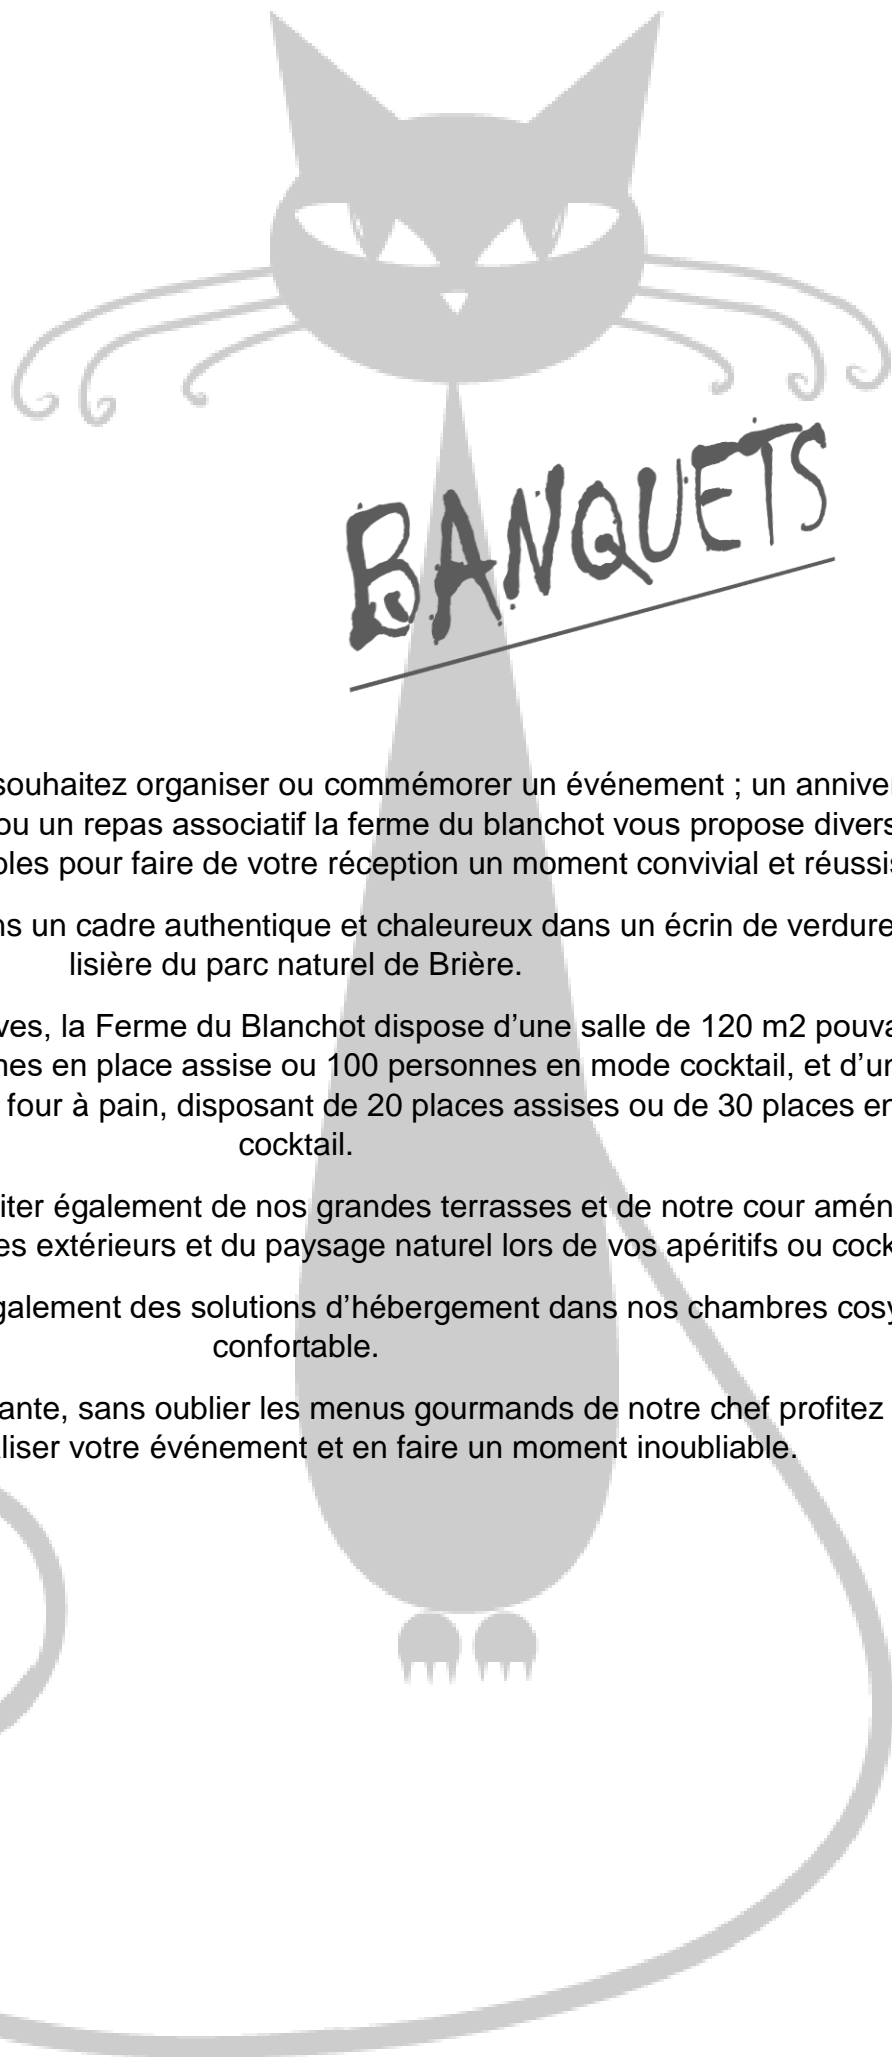 BANQUETS
souhaitez organiser ou commémorer un événement ; un anniver
ou un repas associatif la ferme du blanchot vous propose divers
bles pour faire de votre réception un moment convivial et réussis
ns un cadre authentique et chaleureux dans un écrin de verdure
lisière du parc naturel de Brière.
ves, la Ferme du Blanchot dispose d’une salle de 120 m2 pouva
nes en place assise ou 100 personnes en mode cocktail, et d’un
four à pain, disposant de 20 places assises ou de 30 places en
cocktail.
iter également de nos grandes terrasses et de notre cour amén
es extérieurs et du paysage naturel lors de vos apéritifs ou cock
galement des solutions d’hébergement dans nos chambres cosy
confortable.
ante, sans oublier les menus gourmands de notre chef profitez
liser votre événement et en faire un moment inoubliable.